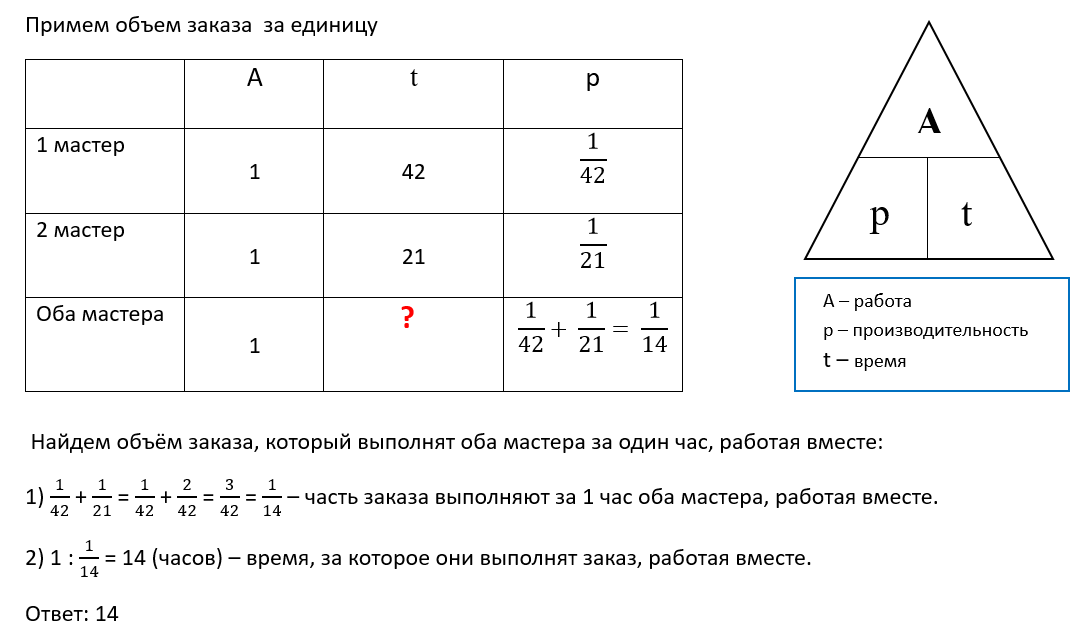 Примем объем заказа за единицу
A t p
1 мастер 1 42 1/42
2 мастер 1 21 1/21
Оба мастера 1 ? 1/42 + 1/21 = 1/14
A
p t
A – работа
p – производительность
t – время
Найдем объём заказа, который выполнят оба мастера за один час, работая вместе:
1) 1/42 + 1/21 = 1/42 + 2/42 = 3/42 = 1/14 – часть заказа выполняют за 1 час оба мастера, работая вместе.
2) 1 : 1/14 = 14 (часов) – время, за которое они выполнят заказ, работая вместе.
Ответ: 14